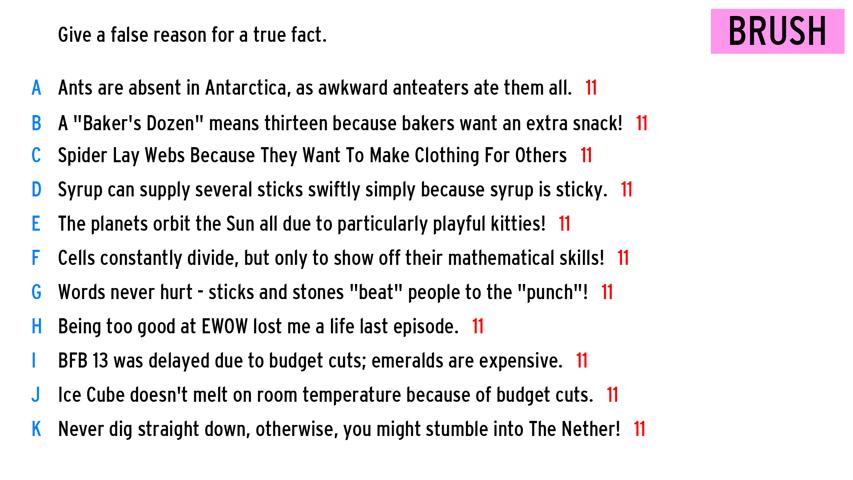 Give a false reason for a true fact.
BRUSH
A Ants are absent in Antarctica, as awkward anteaters ate them all. 11
B A "Baker's Dozen" means thirteen because bakers want an extra snack! 11
C Spider Lay Webs Because They Want To Make Clothing For Others 11
D Syrup can supply several sticks swiftly simply because syrup is sticky. 11
E The planets orbit the Sun all due to particularly playful kitties! 11
F Cells constantly divide, but only to show off their mathematical skills! 11
G Words never hurt - sticks and stones "beat" people to the "punch"! 11
H Being too good at EWOW lost me a life last episode. 11
I BFB 13 was delayed due to budget cuts; emeralds are expensive. 11
J Ice Cube doesn't melt on room temperature because of budget cuts. 11
K Never dig straight down, otherwise, you might stumble into The Nether! 11